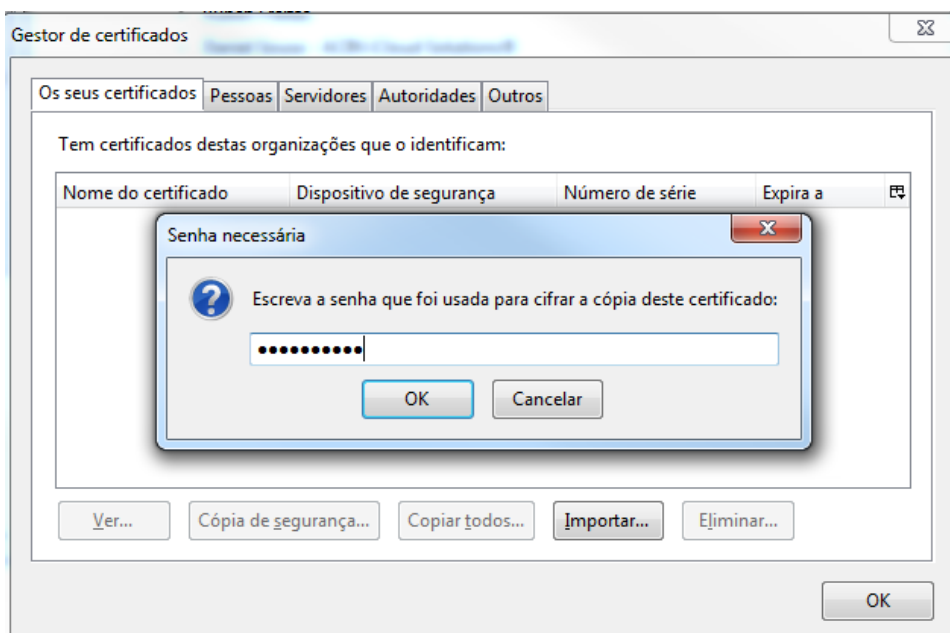 Gestor de certificados
Os seus certificados Pessoas Servidores Autoridades Outros
Tem certificados destas organizações que o identificam:
Nome do certificado Dispositivo de segurança Número de série Expira a
Senha necessária
Escreva a senha que foi usada para cifrar a cópia deste certificado:
OK Cancelar
Ver... Cópia de segurança... Copiar todos... Importar... Eliminar...
OK